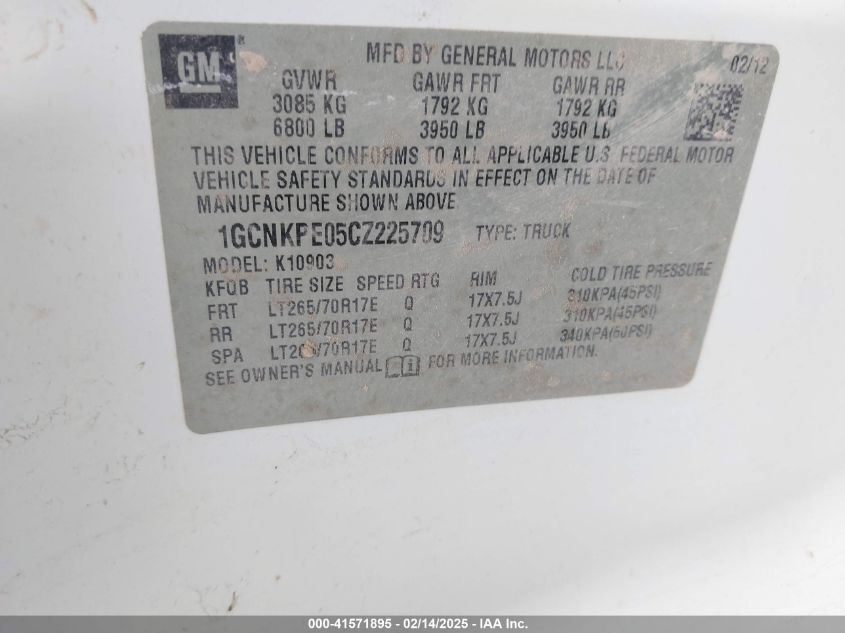 GM
MFD BY GENERAL MOTORS LLC
02/12
GVWR GAWR FRT GAWR RR
3085 KG 1792 KG 1792 KG
6800 LB 3950 LB 3950 LB
THIS VEHICLE CONFORMS TO ALL APPLICABLE U.S. FEDERAL MOTOR
VEHICLE SAFETY STANDARDS IN EFFECT ON THE DATE OF
MANUFACTURE SHOWN ABOVE.
1GCNKPE05CZ225709 TYPE: TRUCK
MODEL: K10903
KFQB TIRE SIZE SPEED RTG RIM COLD TIRE PRESSURE
FRT LT265/70R17E Q 17X7.5J 310KPA(45PSI)
RR LT265/70R17E Q 17X7.5J 310KPA(45PSI)
SPA LT265/70R17E Q 17X7.5J 340KPA(50PSI)
SEE OWNER'S MANUAL FOR MORE INFORMATION.
000-41571895 - 02/14/2025 - IAA Inc.